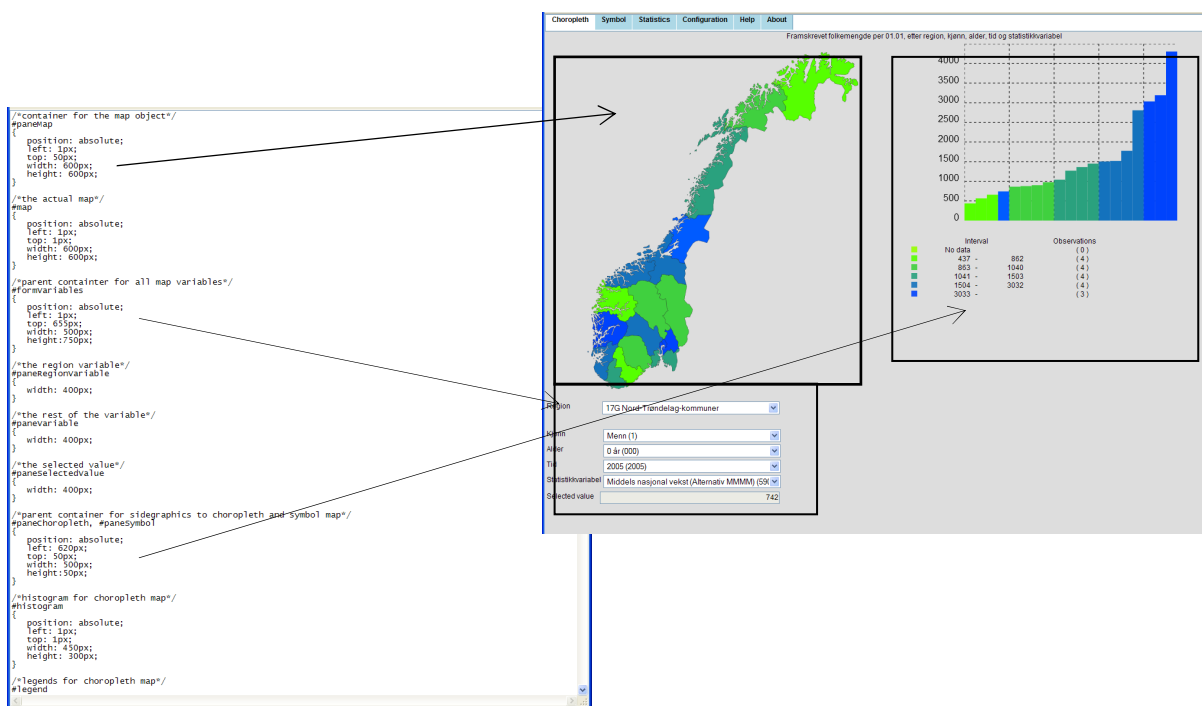 /*container for the map object*/
#paneMap
{
position: absolute;
left: 1px;
top: 50px;
width: 600px;
height: 600px;
}
/*the actual map*/
#map
{
position: absolute;
left: 1px;
top: 1px;
width: 600px;
height: 600px;
}
/*parent containter for all map variables*/
#formvariables
{
position: absolute;
left: 1px;
top: 655px;
width: 500px;
height:750px;
}
/*the region variable*/
#paneRegionvariable
{
width: 400px;
}
/*the rest of the variable*/
#panevariable
{
width: 400px;
}
/*the selected value*/
#paneSelectedvalue
{
width: 400px;
}
/*parent container for sidegraphics to choropleth and symbol map*/
#paneChoropleth, #paneSymbol
{
position: absolute;
left: 620px;
top: 50px;
width: 500px;
height:50px;
}
/*histogram for choropleth map*/
#histogram
{
position: absolute;
left: 1px;
top: 1px;
width: 450px;
height: 300px;
}
/*legends for choropleth map*/
#legend
Choropleth Symbol Statistics Configuration Help About
Framskrevet folkemengde per 01.01, etter region, kjønn, alder, tid og statistikkvariabel
4000
3500
3000
2500
2000
1500
1000
500
0
Interval Observations
No data ( 0 )
437 - 862 ( 4 )
863 - 1040 ( 4 )
1041 - 1503 ( 4 )
1504 - 3032 ( 4 )
3033 - ( 3 )
Region 17G Nord-Trøndelag-kommuner
Kjønn Menn (1)
Alder 0 år (000)
Tid 2005 (2005)
Statistikkvariabel Middels nasjonal vekst (Alternativ MMMM) (590
Selected value 742